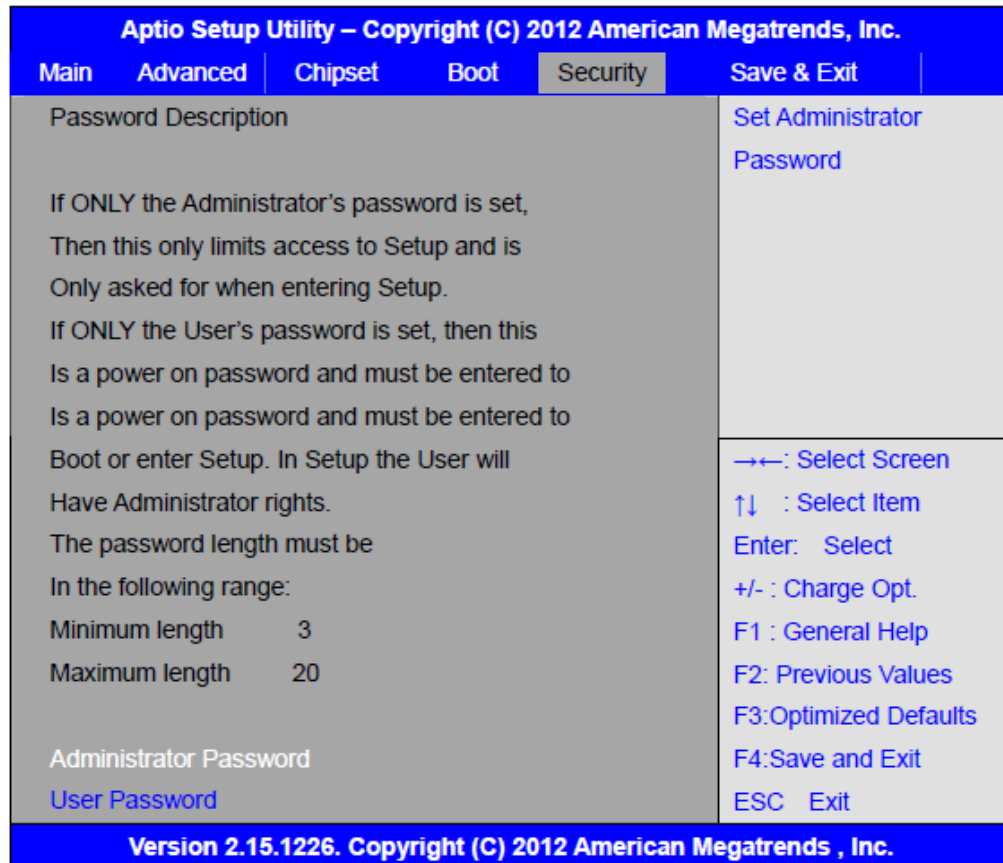 Aptio Setup Utility – Copyright (C) 2012 American Megatrends, Inc.
Main Advanced Chipset Boot Security Save & Exit
Password Description
If ONLY the Administrator's password is set,
Then this only limits access to Setup and is
Only asked for when entering Setup.
If ONLY the User's password is set, then this
Is a power on password and must be entered to
Is a power on password and must be entered to
Boot or enter Setup. In Setup the User will
Have Administrator rights.
The password length must be
In the following range:
Minimum length 3
Maximum length 20
Administrator Password
User Password
Set Administrator
Password
→←: Select Screen
↑↓ : Select Item
Enter: Select
+/- : Charge Opt.
F1 : General Help
F2: Previous Values
F3:Optimized Defaults
F4:Save and Exit
ESC Exit
Version 2.15.1226. Copyright (C) 2012 American Megatrends , Inc.